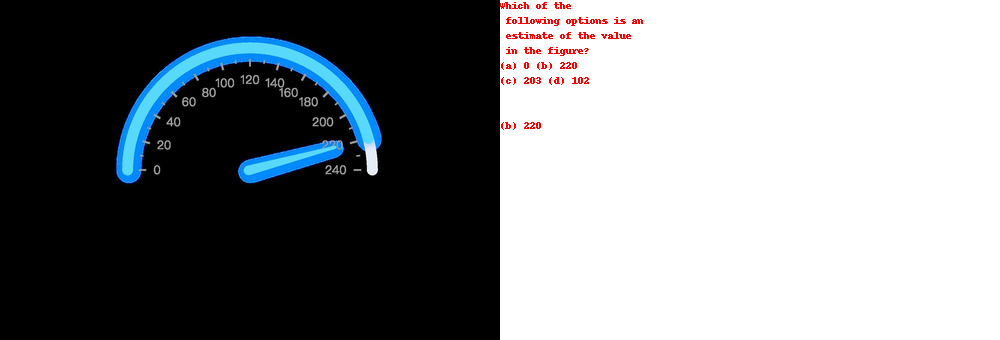 0
20
40
60
80
100
120
140
160
180
200
220
240
Which of the
following options is an
estimate of the value
in the figure?
(a) 0 (b) 220
(c) 203 (d) 102
(b) 220